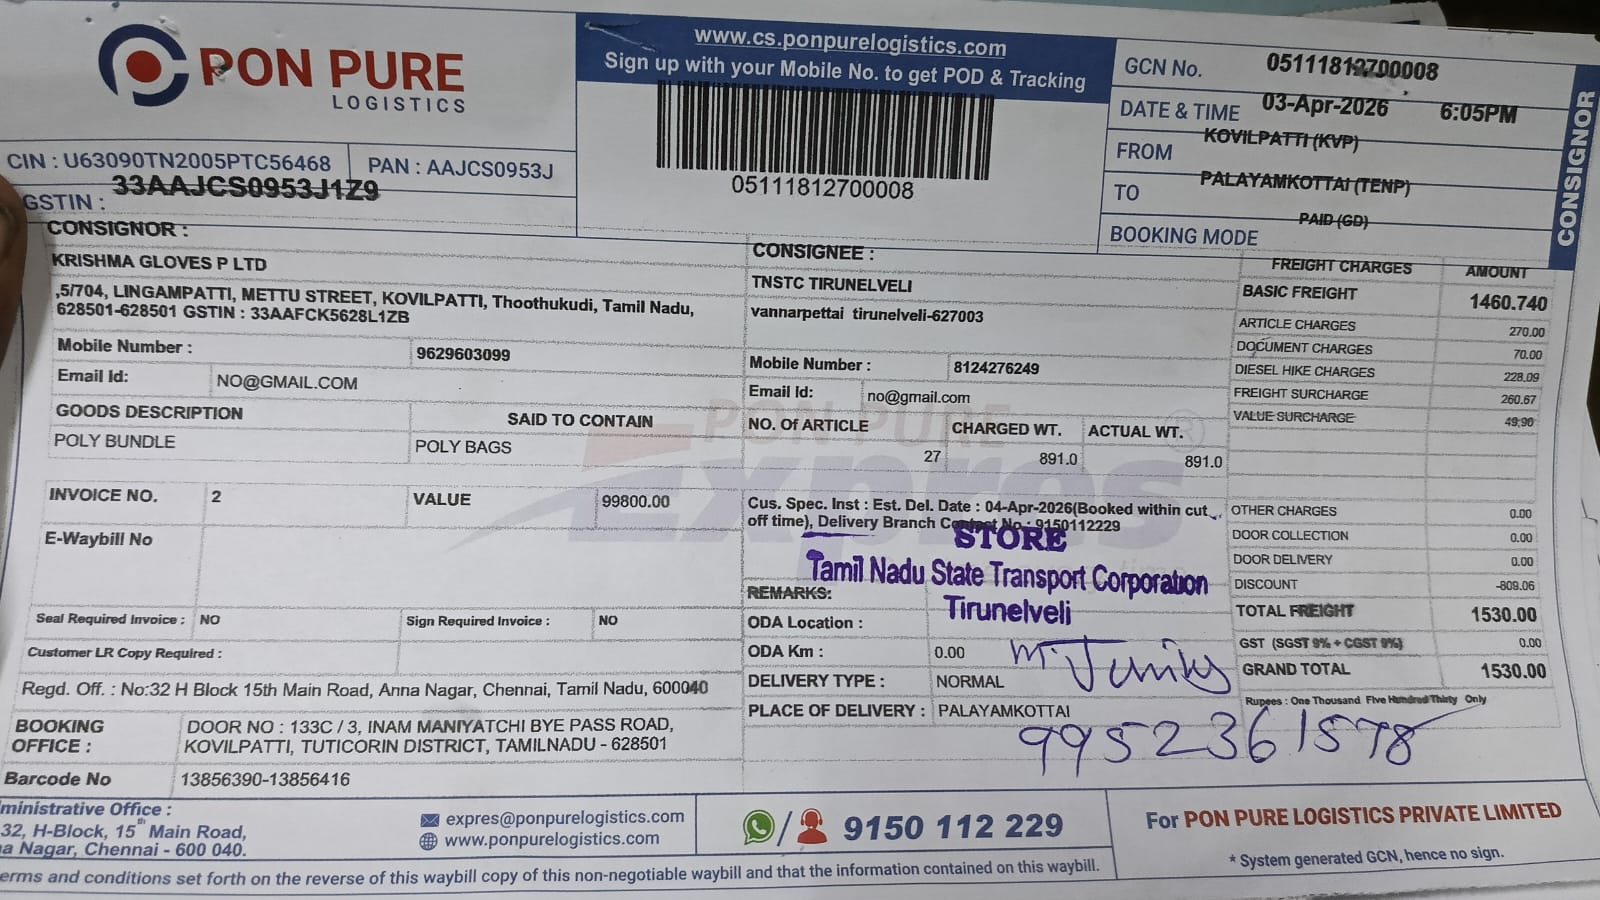 PON PURE
LOGISTICS
www.cs.ponpurelogistics.com
Sign up with your Mobile No. to get POD & Tracking
05111812700008
GCN No. 05111812700008
DATE & TIME 03-Apr-2026 6:05PM
FROM KOVILPATTI (KVP)
TO PALAYAMKOTTAI (TENP)
BOOKING MODE PAID (GD)
CONSIGNOR
CIN : U63090TN2005PTC56468 PAN : AAJCS0953J
GSTIN : 33AAJCS0953J1Z9
CONSIGNOR :
KRISHMA GLOVES P LTD
,5/704, LINGAMPATTI, METTU STREET, KOVILPATTI, Thoothukudi, Tamil Nadu,
628501-628501 GSTIN : 33AAFCK5628L1ZB
Mobile Number : 9629603099
Email Id: NO@GMAIL.COM
GOODS DESCRIPTION SAID TO CONTAIN
POLY BUNDLE POLY BAGS
INVOICE NO. 2 VALUE 99800.00
E-Waybill No
Seal Required Invoice : NO Sign Required Invoice : NO
Customer LR Copy Required :
Regd. Off. : No:32 H Block 15th Main Road, Anna Nagar, Chennai, Tamil Nadu, 600040
BOOKING OFFICE : DOOR NO : 133C / 3, INAM MANIYATCHI BYE PASS ROAD,
KOVILPATTI, TUTICORIN DISTRICT, TAMILNADU - 628501
Barcode No 13856390-13856416
CONSIGNEE :
TNSTC TIRUNELVELI
vannarpettai tirunelveli-627003
Mobile Number : 8124276249
Email Id: no@gmail.com
NO. Of ARTICLE CHARGED WT. ACTUAL WT.
27 891.0 891.0
PON PURE
Expres
Cus. Spec. Inst : Est. Del. Date : 04-Apr-2026(Booked within cut
off time), Delivery Branch Contact No : 9150112229
STORE
Tamil Nadu State Transport Corporation
Tirunelveli
REMARKS:
ODA Location :
ODA Km : 0.00
DELIVERY TYPE : NORMAL
PLACE OF DELIVERY : PALAYAMKOTTAI
9952361578
FREIGHT CHARGES AMOUNT
BASIC FREIGHT 1460.740
ARTICLE CHARGES 270.00
DOCUMENT CHARGES 70.00
DIESEL HIKE CHARGES 228.09
FREIGHT SURCHARGE 260.67
VALUE SURCHARGE 49.90
OTHER CHARGES 0.00
DOOR COLLECTION 0.00
DOOR DELIVERY 0.00
DISCOUNT -809.06
TOTAL FREIGHT 1530.00
GST (SGST 9% + CGST 9%) 0.00
GRAND TOTAL 1530.00
Rupees : One Thousand Five Hundred Thirty Only
ministrative Office :
32, H-Block, 15th Main Road,
a Nagar, Chennai - 600 040.
expres@ponpurelogistics.com
www.ponpurelogistics.com
9150 112 229
For PON PURE LOGISTICS PRIVATE LIMITED
* System generated GCN, hence no sign.
erms and conditions set forth on the reverse of this waybill copy of this non-negotiable waybill and that the information contained on this waybill.